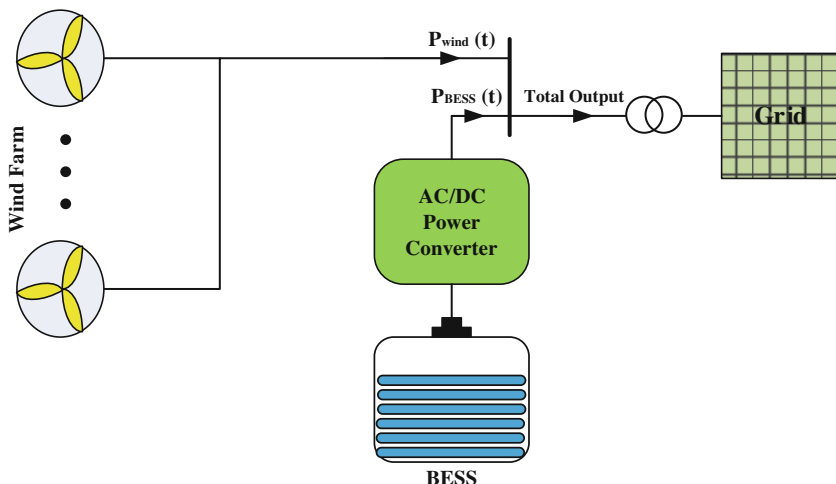 Pwind (t)
PBESS (t)
Total Output
Grid
Wind Farm
AC/DC
Power
Converter
BESS